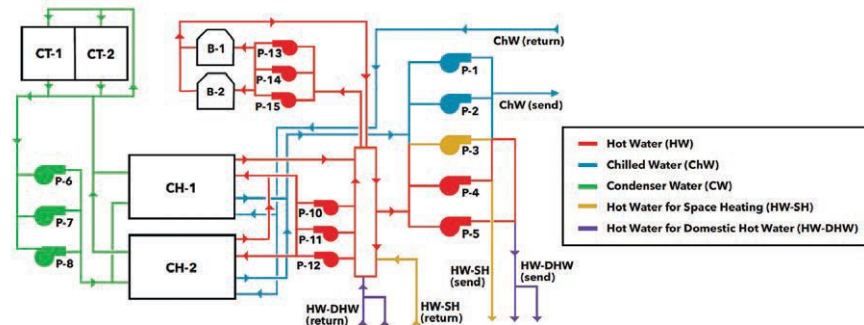 CT-1
CT-2
B-1
B-2
P-13
P-14
P-15
ChW (return)
P-1
P-2
ChW (send)
P-3
P-4
P-5
P-6
P-7
P-8
CH-1
CH-2
P-10
P-11
P-12
HW-DHW
(return)
HW-SH
(return)
HW-SH
(send)
HW-DHW
(send)
Hot Water (HW)
Chilled Water (ChW)
Condenser Water (CW)
Hot Water for Space Heating (HW-SH)
Hot Water for Domestic Hot Water (HW-DHW)